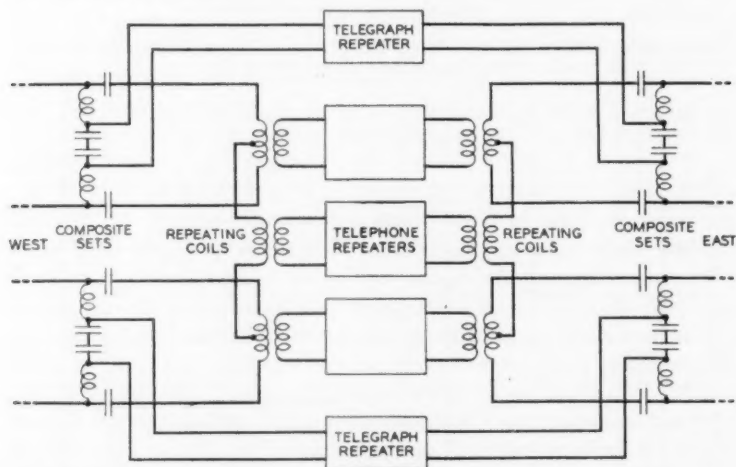 TELEGRAPH
REPEATER
WEST
COMPOSITE
SETS
REPEATING
COILS
TELEPHONE
REPEATERS
REPEATING
COILS
COMPOSITE
SETS
EAST
TELEGRAPH
REPEATER